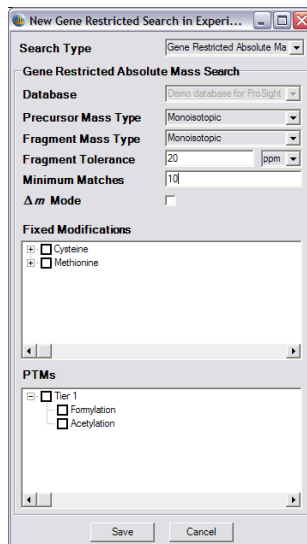 New Gene Restricted Search in Experi...
Search Type Gene Restricted Absolute Ma
Gene Restricted Absolute Mass Search
Database Demo database for ProSight
Precursor Mass Type Monoisotopic
Fragment Mass Type Monoisotopic
Fragment Tolerance 20 ppm
Minimum Matches 10
Δm Mode
Fixed Modifications
Cysteine
Methionine
PTMs
Tier 1
Formylation
Acetylation
Save Cancel